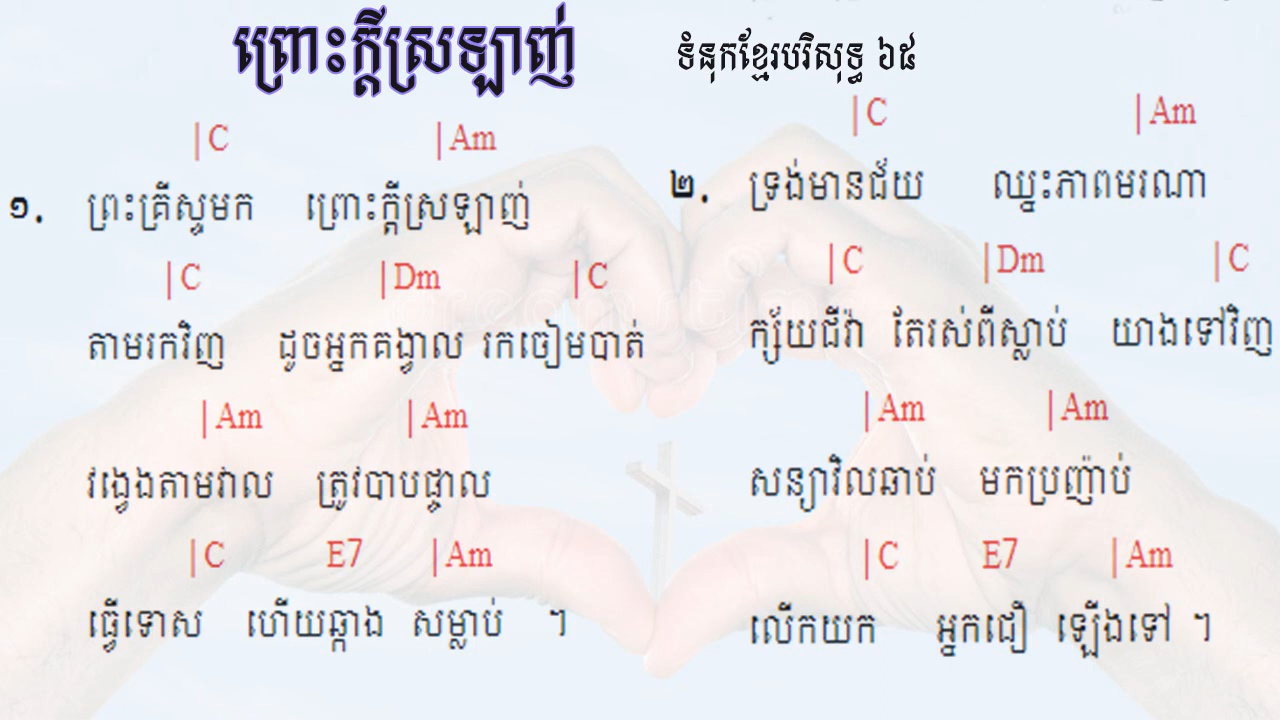 ព្រោះក្ដីស្រឡាញ់
ទំនុកខ្មែរបរិសុទ្ធ ៦៥
|C |Am
១. ព្រះគ្រីស្ទមក ព្រោះក្ដីស្រឡាញ់
|C |Dm |C
តាមរកវិញ ដូចអ្នកគង្វាល រកចៀមបាត់
|Am |Am
វង្វេងតាមវាល ត្រូវបាបផ្ចាល
|C E7 |Am
ធ្វើទោស ហើយឆ្កាង សម្លាប់ ។
|C |Am
២. ទ្រង់មានជ័យ ឈ្នះភាពមរណា
|C |Dm |C
ក្ស័យជីវ៉ា តែរស់ពីស្លាប់ យាងទៅវិញ
|Am |Am
សន្យាវិលឆាប់ មកប្រញ៉ាប់
|C E7 |Am
លើកយក អ្នកជឿ ឡើងទៅ ។